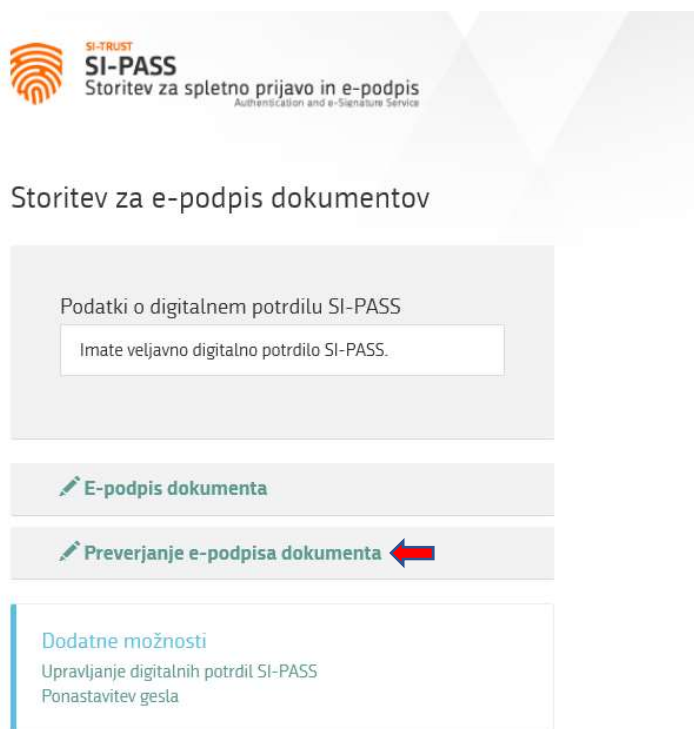 SI-TRUST
SI-PASS
Storitev za spletno prijavo in e-podpis
Authentication and e-Signature Service
Storitev za e-podpis dokumentov
Podatki o digitalnem potrdilu SI-PASS
Imate veljavno digitalno potrdilo SI-PASS.
E-podpis dokumenta
Preverjanje e-podpisa dokumenta
Dodatne možnosti
Upravljanje digitalnih potrdil SI-PASS
Ponastavitev gesla